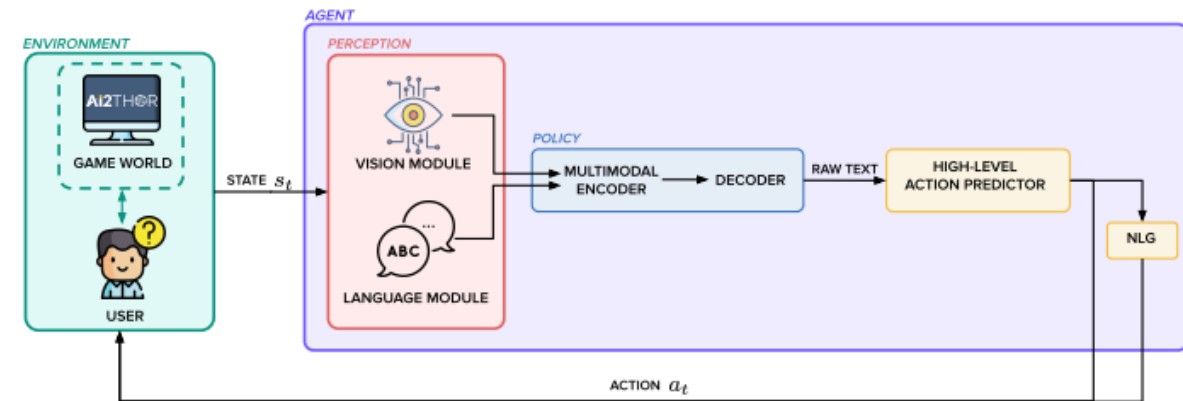 AGENT
ENVIRONMENT
Ai2THOR
GAME WORLD
USER
STATE s_t
PERCEPTION
VISION MODULE
...
ABC
LANGUAGE MODULE
POLICY
MULTIMODAL
ENCODER
DECODER
RAW TEXT
HIGH-LEVEL
ACTION PREDICTOR
NLG
ACTION a_t
?